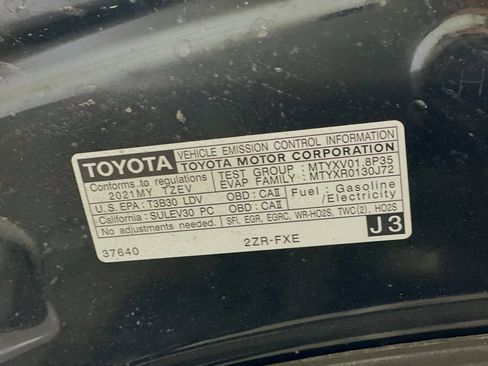 TOYOTA VEHICLE EMISSION CONTROL INFORMATION
TOYOTA MOTOR CORPORATION
Conforms to regulations TEST GROUP : MTYXV01.8P35
2021MY TZEV EVAP FAMILY : MTYXR0130J72
U.S. EPA : T3B30 LDV OBD : CAII Fuel : Gasoline
California : SULEV30 PC OBD : CAII /Electricity
No adjustments needed. SFI, EGR, EGRC, WR-HO2S, TWC(2), HO2S
37640 2ZR-FXE J3
H